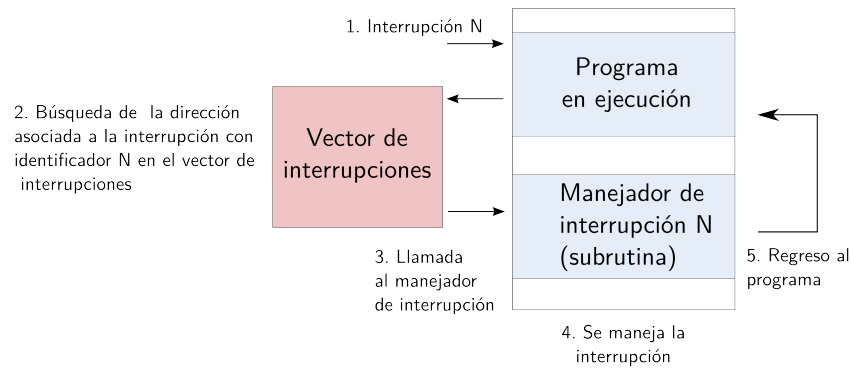 1. Interrupción N
Programa
en ejecución
2. Búsqueda de la dirección
asociada a la interrupción con
identificador N en el vector de
interrupciones
Vector de
interrupciones
Manejador de
interrupción N
(subrutina)
3. Llamada
al manejador
de interrupción
5. Regreso al
programa
4. Se maneja la
interrupción